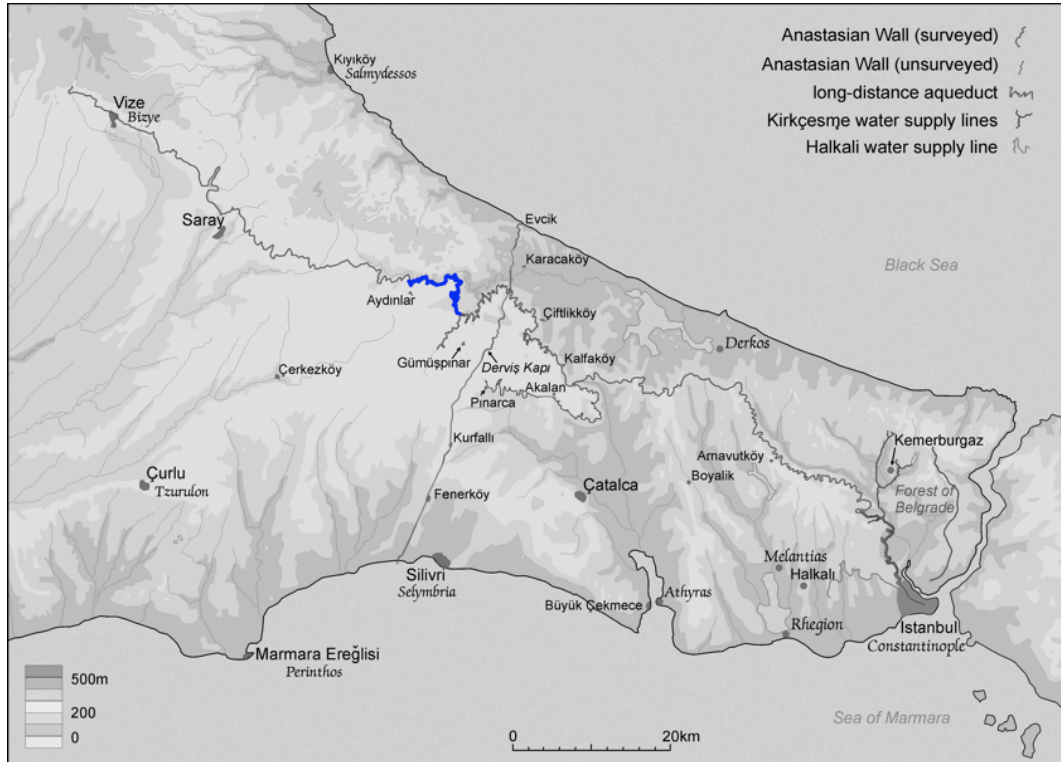 Anastasian Wall (surveyed)
Anastasian Wall (unsurveyed)
long-distance aqueduct
Kirkçesme water supply lines
Halkali water supply line
Kıyıköy
Salmydessos
Vize
Bizye
Saray
Evcik
Karacaköy
Black Sea
Aydınlar
Çiftlikköy
Derkos
Gümüşpınar
Derviş Kapı
Kalfaköy
Çerkezköy
Akalan
Pınarca
Kurfallı
Arnavutköy
Kemerburgaz
Boyalik
Forest of
Belgrade
Çurlu
Tzurulon
Fenerköy
Çatalca
Melantias
Halkalı
Silivri
Selymbria
Büyük Çekmece
Athyras
Rhegion
Istanbul
Constantinople
Marmara Ereğlisi
Perinthos
500m
200
0
0
20km
Sea of Marmara